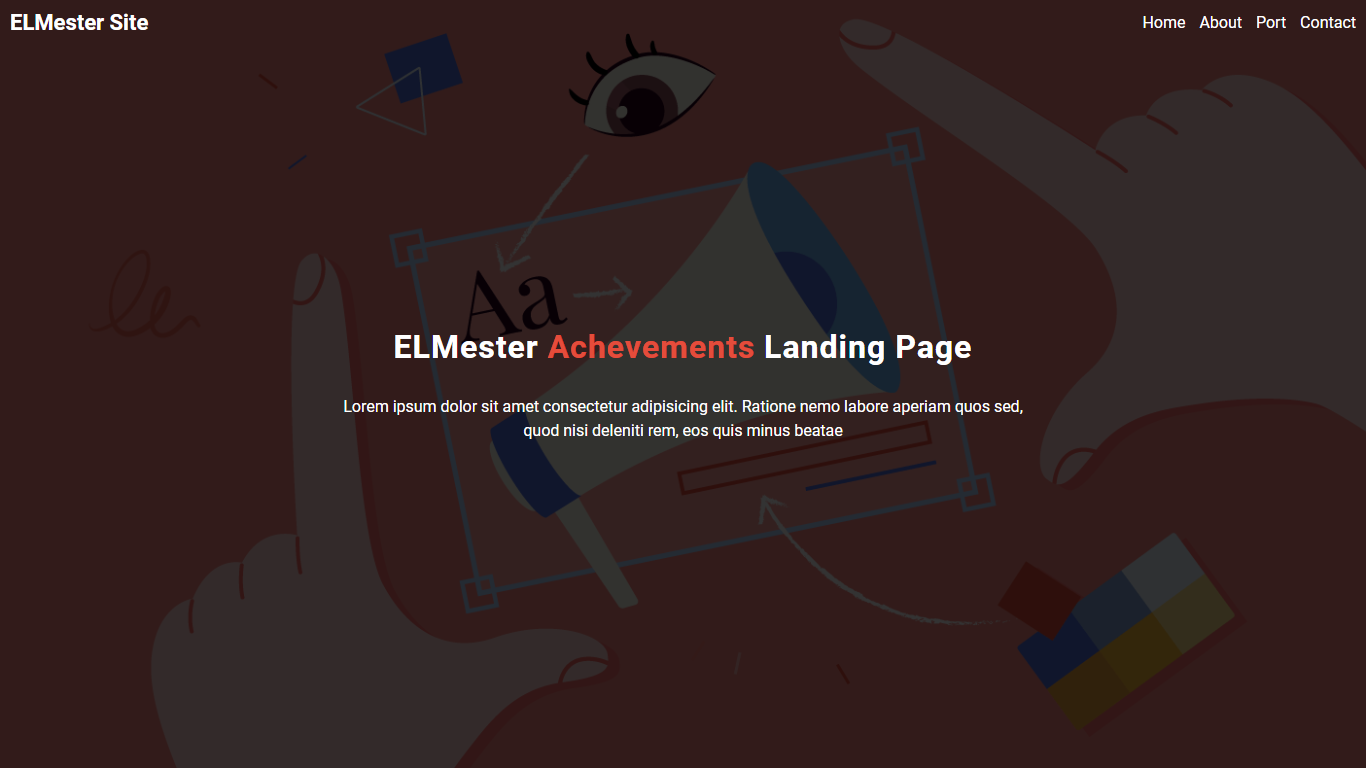 ELMester Site
Home About Port Contact
Aa
ELMester Achevements Landing Page
Lorem ipsum dolor sit amet consectetur adipisicing elit. Ratione nemo labore aperiam quos sed,
quod nisi deleniti rem, eos quis minus beatae